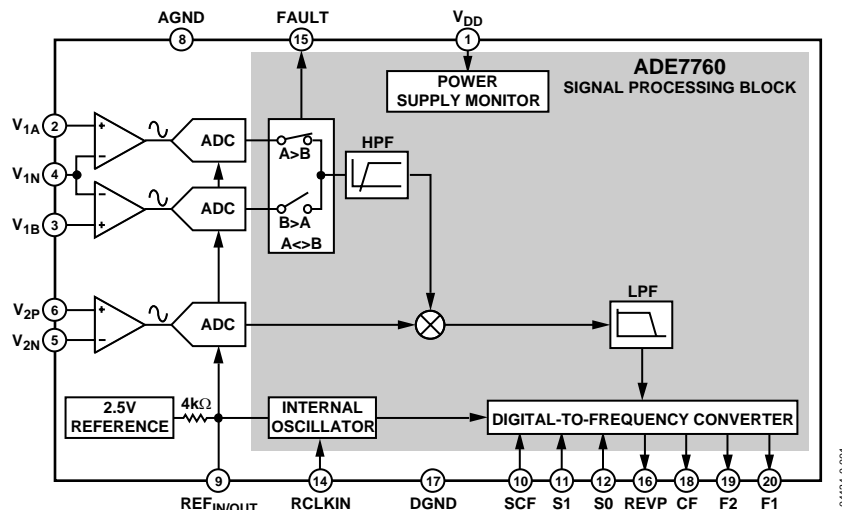 AGND
FAULT
VDD
8
15
1
POWER
SUPPLY MONITOR
ADE7760
SIGNAL PROCESSING BLOCK
V1A
2
+
ADC
A>B
HPF
V1N
4
–
–
ADC
V1B
3
+
B>A
A<>B
V2P
6
+
ADC
LPF
V2N
5
–
2.5V
REFERENCE
4kΩ
INTERNAL
OSCILLATOR
DIGITAL-TO-FREQUENCY CONVERTER
9
14
17
10
11
12
16
18
19
20
REFIN/OUT
RCLKIN
DGND
SCF
S1
S0
REVP
CF
F2
F1